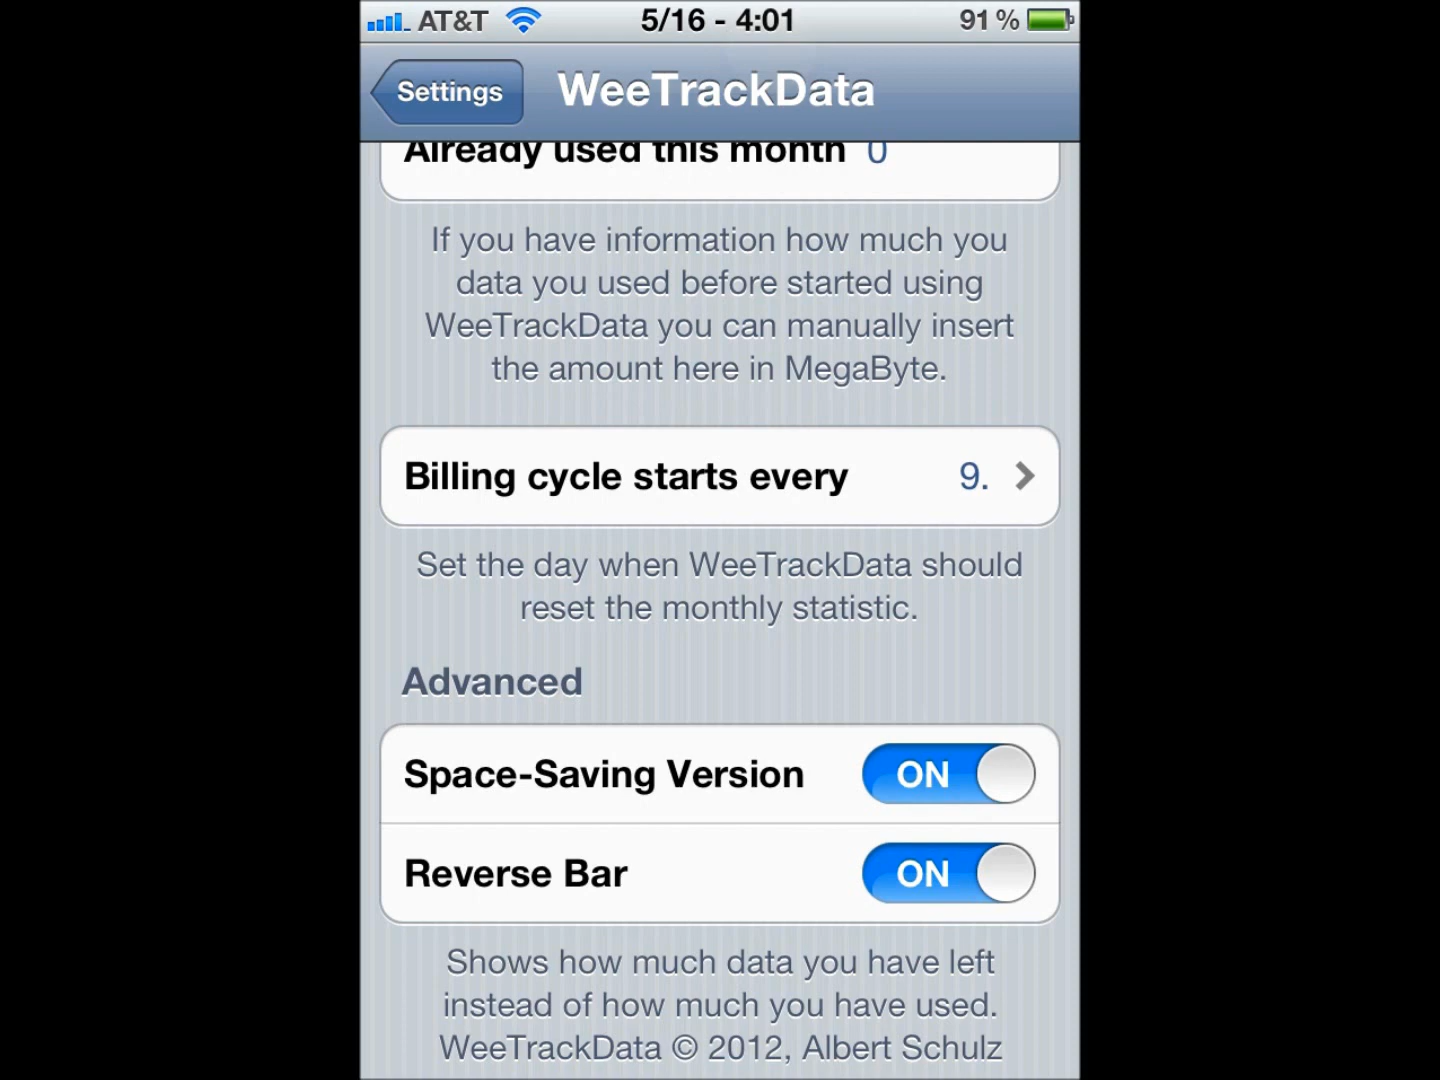 AT&T 5/16 - 4:01 91 %
Settings WeeTrackData
Already used this month 0
If you have information how much you
data you used before started using
WeeTrackData you can manually insert
the amount here in MegaByte.
Billing cycle starts every 9.
Set the day when WeeTrackData should
reset the monthly statistic.
Advanced
Space-Saving Version ON
Reverse Bar ON
Shows how much data you have left
instead of how much you have used.
WeeTrackData © 2012, Albert Schulz